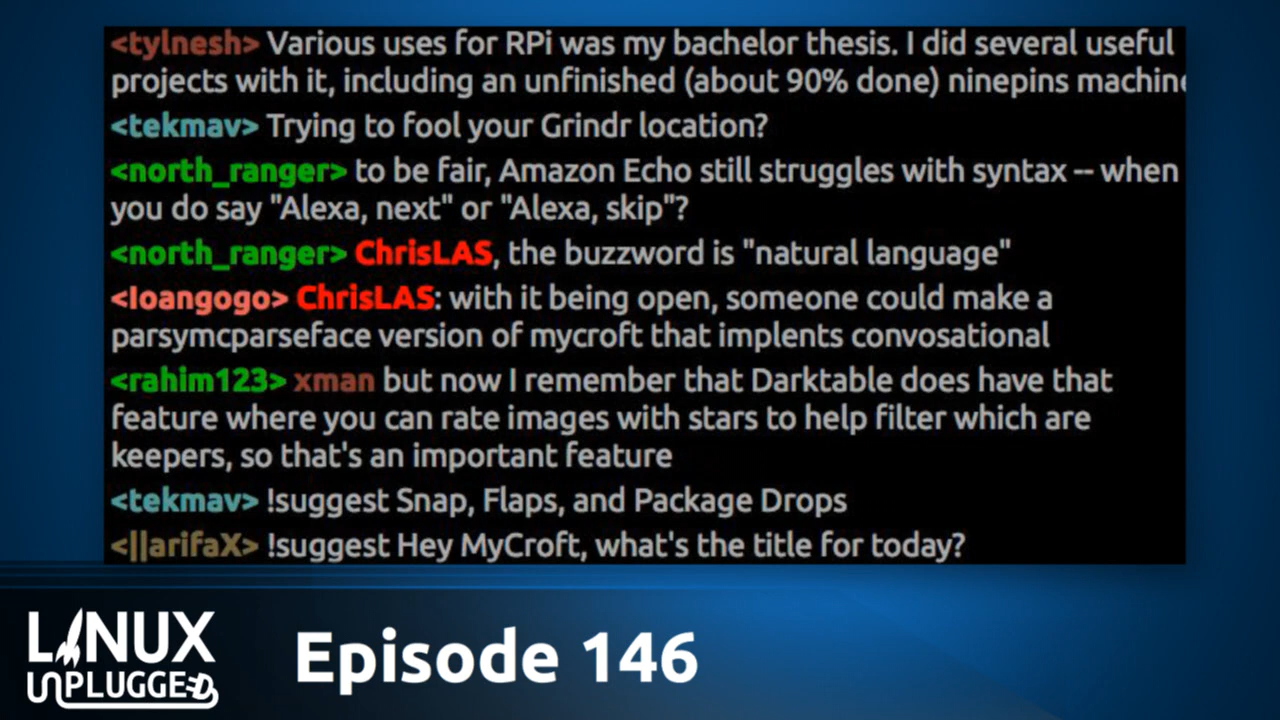 <tylnesh> Various uses for RPi was my bachelor thesis. I did several useful
projects with it, including an unfinished (about 90% done) ninepins machine
<tekmav> Trying to fool your Grindr location?
<north_ranger> to be fair, Amazon Echo still struggles with syntax -- when
you do say "Alexa, next" or "Alexa, skip"?
<north_ranger> ChrisLAS, the buzzword is "natural language"
<loangogo> ChrisLAS: with it being open, someone could make a
parsymcparseface version of mycroft that implents convosational
<rahim123> xman but now I remember that Darktable does have that
feature where you can rate images with stars to help filter which are
keepers, so that's an important feature
<tekmav> !suggest Snap, Flaps, and Package Drops
<||arifaX> !suggest Hey MyCroft, what's the title for today?
LINUX
UNPLUGGED
Episode 146